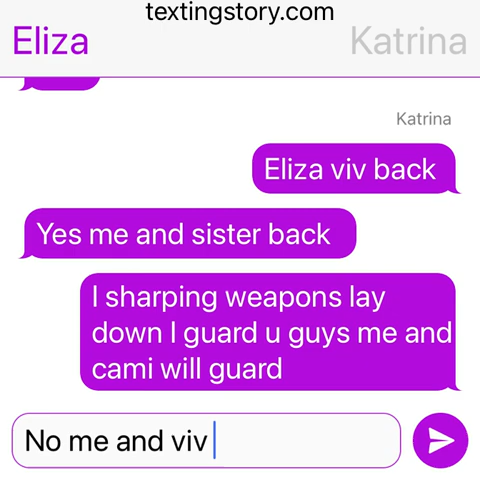 textingstory.com
Eliza Katrina
Katrina
Eliza viv back
Yes me and sister back
I sharping weapons lay
down I guard u guys me and
cami will guard
No me and viv